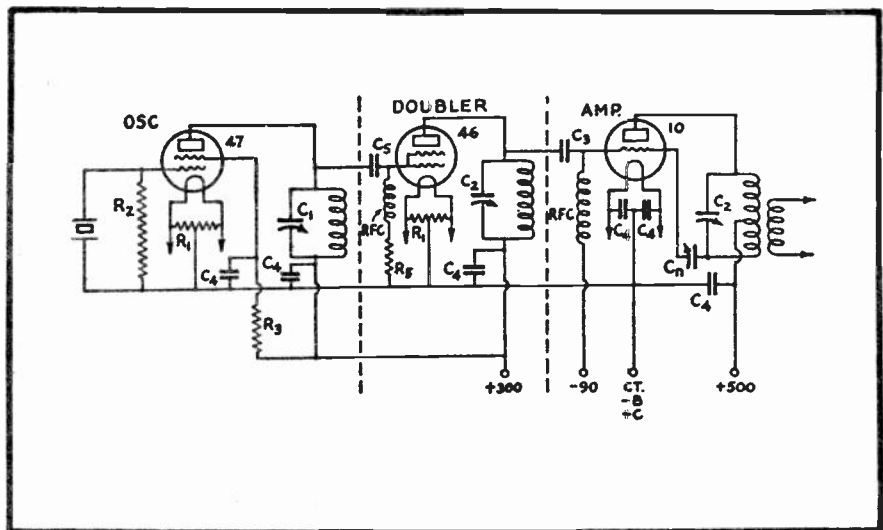 DOUBLER
OSC
AMP.
47
46
10
C5
C3
R2
C1
C2
RFC
R1
R1
RFC
C2
C4
C4
R5
C4
C4
C4
Cn
C4
R3
+300
-90
CT.
-B
+C
+500